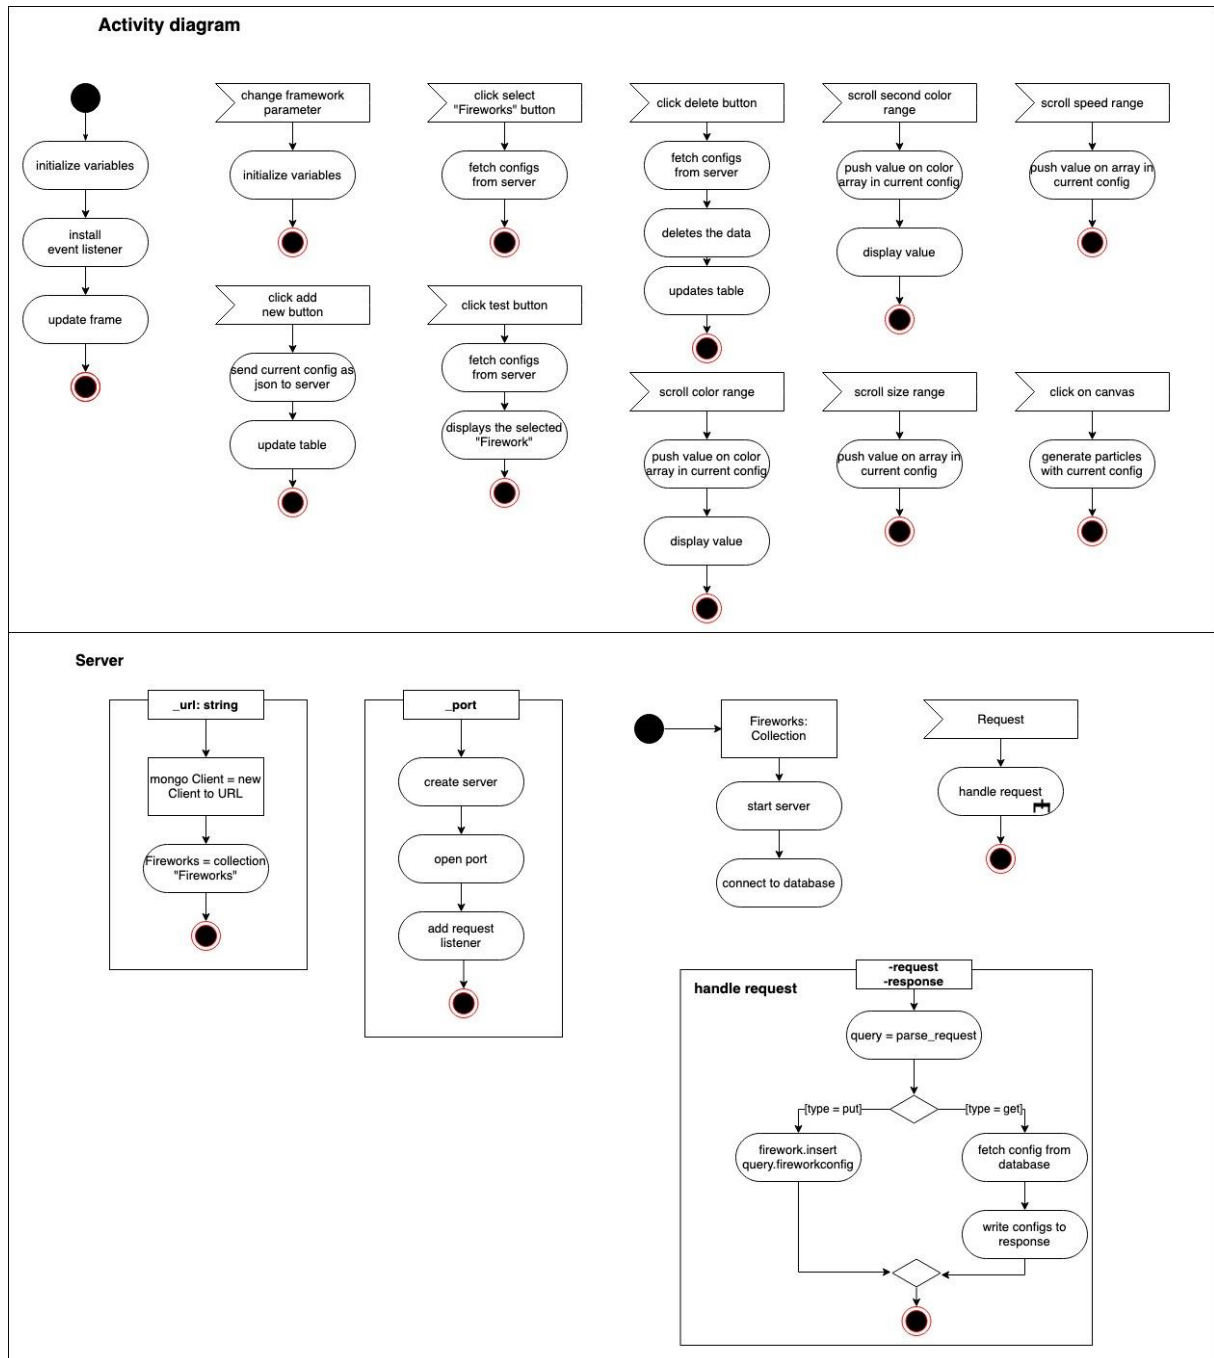 Activity diagram
change framework
parameter
click select
"Fireworks" button
click delete button
scroll second color
range
scroll speed range
initialize variables
initialize variables
fetch configs
from server
fetch configs
from server
push value on color
array in current config
push value on array in
current config
install
event listener
deletes the data
display value
update frame
click add
new button
click test button
updates table
send current config as
json to server
fetch configs
from server
scroll color range
scroll size range
click on canvas
update table
displays the selected
"Firework"
push value on color
array in current config
push value on array in
current config
generate particles
with current config
display value
Server
_url: string
_port
Fireworks:
Collection
Request
mongo Client = new
Client to URL
create server
start server
handle request
Fireworks = collection
"Fireworks"
open port
connect to database
add request
listener
handle request
-request
-response
query = parse_request
[type = put]
[type = get]
firework.insert
query.fireworkconfig
fetch config from
database
write configs to
response